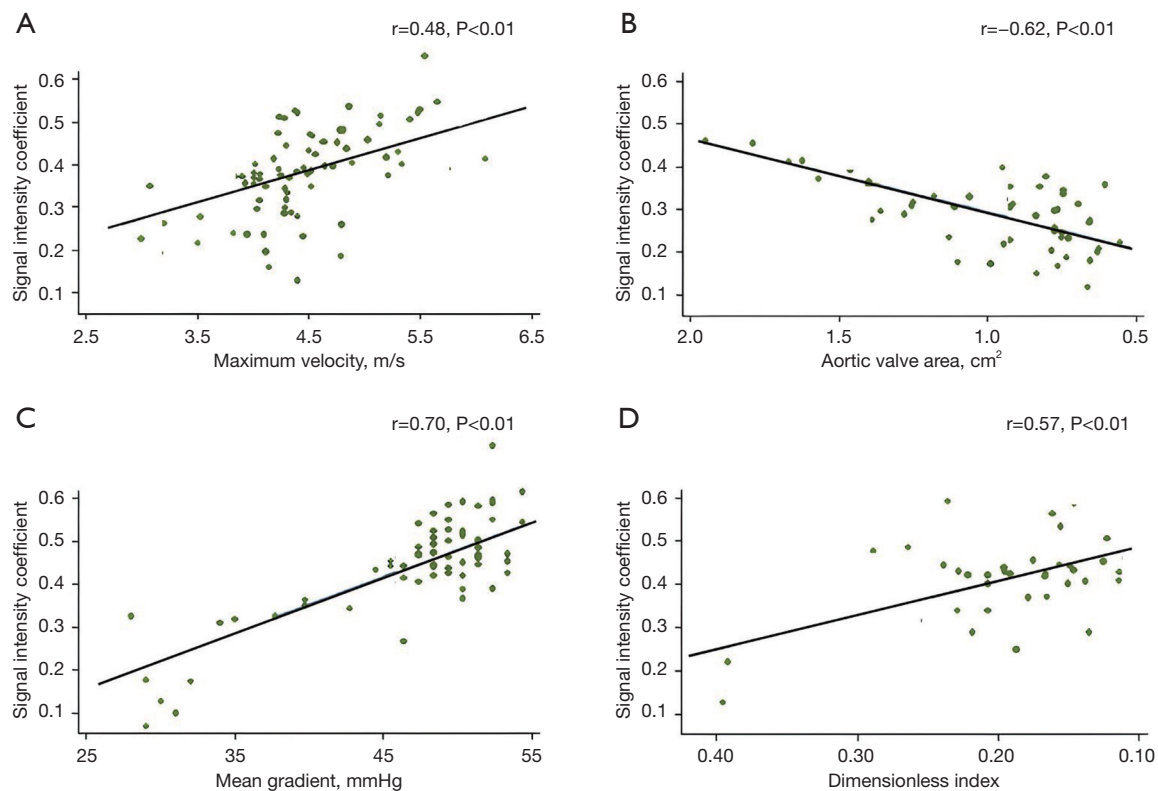 A
r=0.48, P<0.01
Signal intensity coefficient
0.6
0.5
0.4
0.3
0.2
0.1
2.5 3.5 4.5 5.5 6.5
Maximum velocity, m/s
B
r=−0.62, P<0.01
Signal intensity coefficient
0.6
0.5
0.4
0.3
0.2
0.1
2.0 1.5 1.0 0.5
Aortic valve area, cm²
C
r=0.70, P<0.01
Signal intensity coefficient
0.6
0.5
0.4
0.3
0.2
0.1
25 35 45 55
Mean gradient, mmHg
D
r=0.57, P<0.01
Signal intensity coefficient
0.6
0.5
0.4
0.3
0.2
0.1
0.40 0.30 0.20 0.10
Dimensionless index